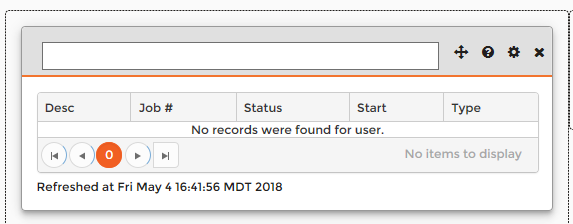 Desc Job # Status Start Type
No records were found for user.
0 No items to display
Refreshed at Fri May 4 16:41:56 MDT 2018